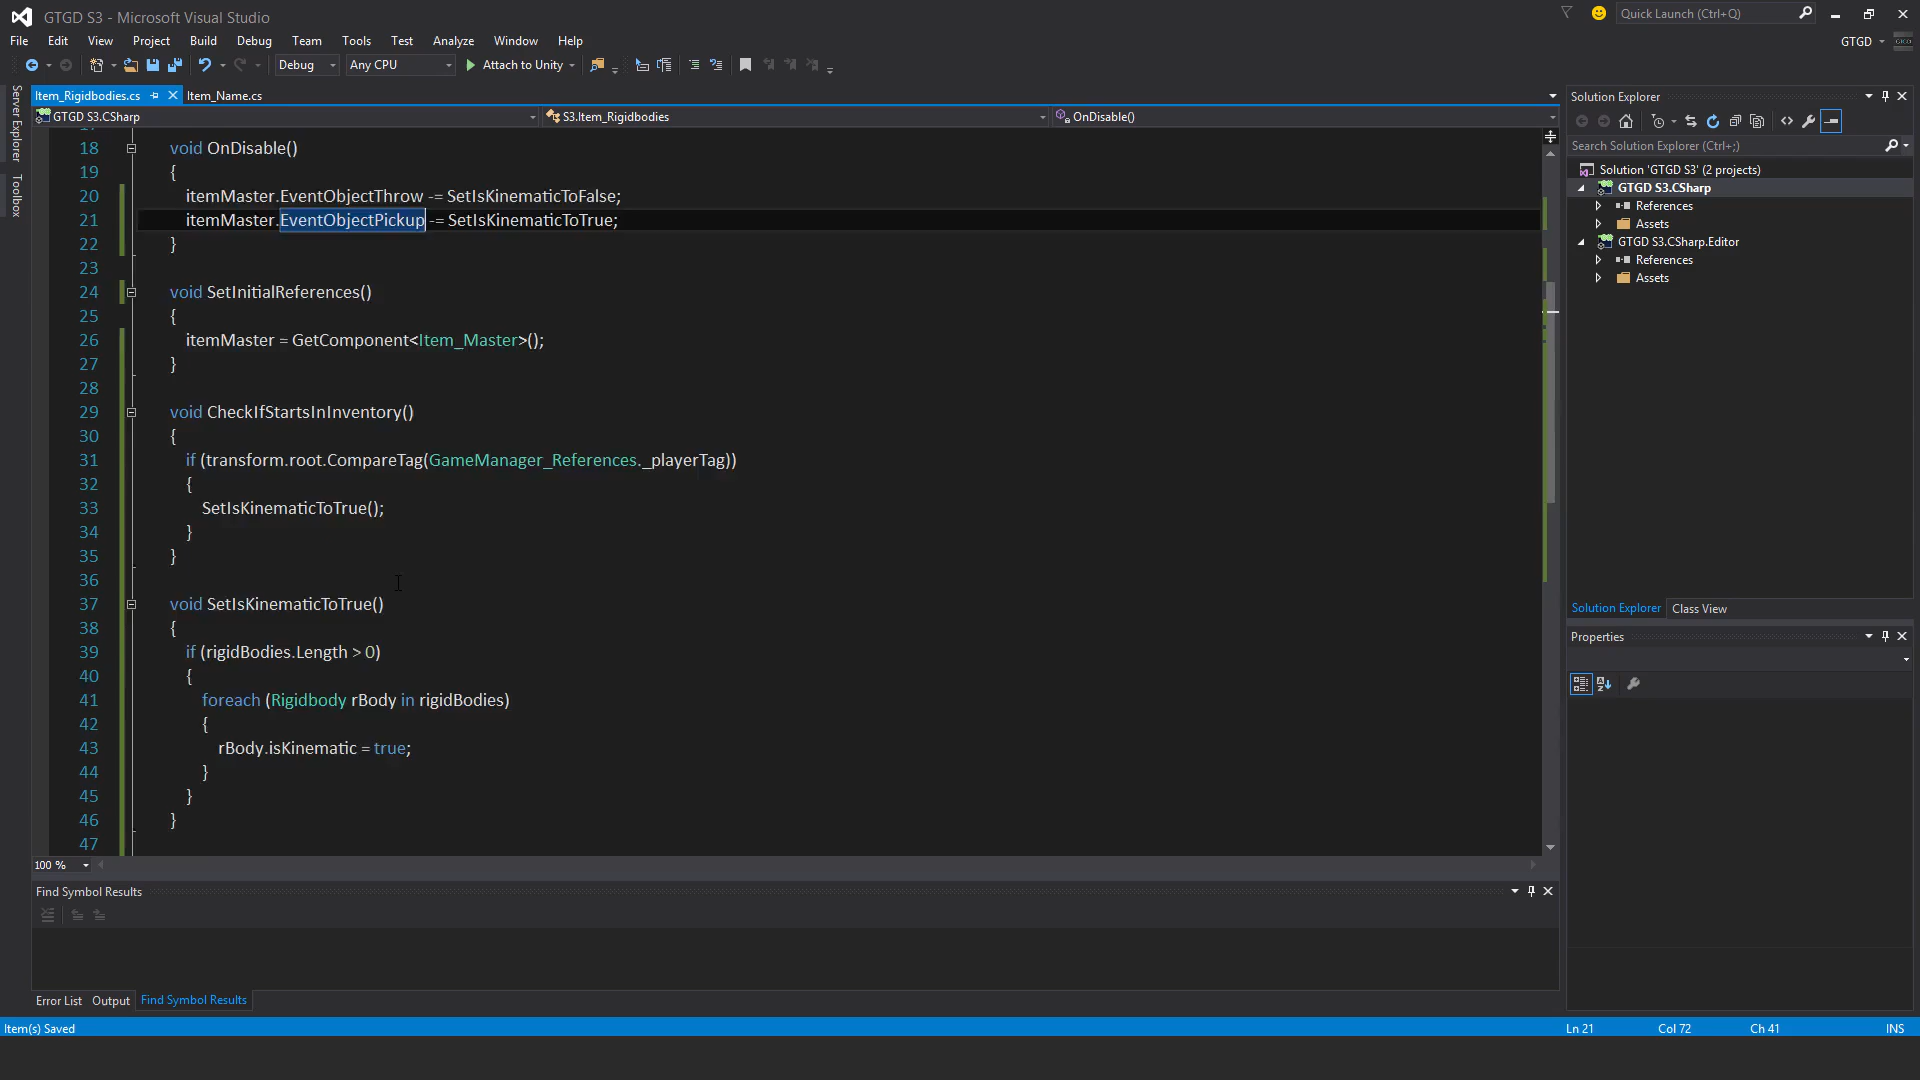 GTGD S3 - Microsoft Visual Studio
Quick Launch (Ctrl+Q)
File Edit View Project Build Debug Team Tools Test Analyze Window Help
GTGD
Debug Any CPU Attach to Unity
Server Explorer
Toolbox
Item_Rigidbodies.cs Item_Name.cs
GTGD S3.CSharp S3.Item_Rigidbodies OnDisable()
18 void OnDisable()
19 {
20 itemMaster.EventObjectThrow -= SetIsKinematicToFalse;
21 itemMaster.EventObjectPickup -= SetIsKinematicToTrue;
22 }
23
24 void SetInitialReferences()
25 {
26 itemMaster = GetComponent<Item_Master>();
27 }
28
29 void CheckIfStartsInInventory()
30 {
31 if (transform.root.CompareTag(GameManager_References._playerTag))
32 {
33 SetIsKinematicToTrue();
34 }
35 }
36
37 void SetIsKinematicToTrue()
38 {
39 if (rigidBodies.Length > 0)
40 {
41 foreach (Rigidbody rBody in rigidBodies)
42 {
43 rBody.isKinematic = true;
44 }
45 }
46 }
47
100 %
Find Symbol Results
Error List Output Find Symbol Results
Item(s) Saved
Ln 21 Col 72 Ch 41 INS
Solution Explorer
Search Solution Explorer (Ctrl+;)
Solution 'GTGD S3' (2 projects)
GTGD S3.CSharp
References
Assets
GTGD S3.CSharp.Editor
References
Assets
Solution Explorer Class View
Properties